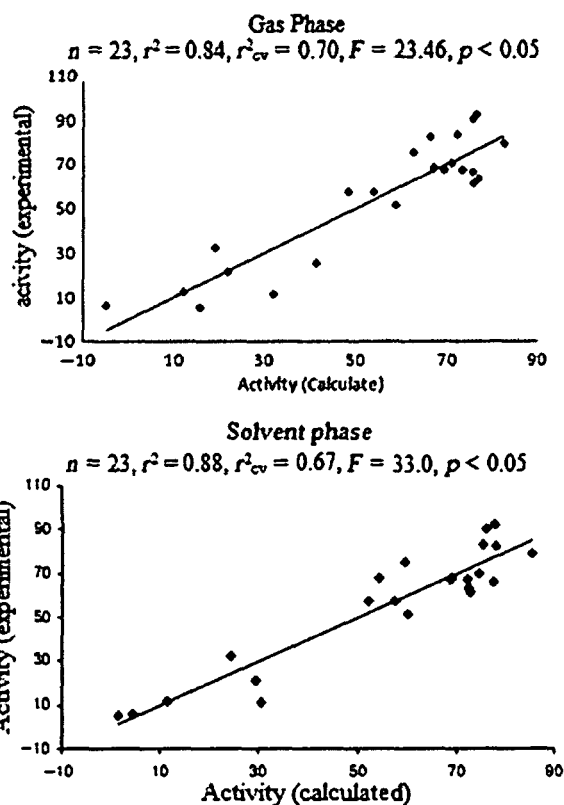 Gas Phase
n = 23, r² = 0.84, r²cv = 0.70, F = 23.46, p < 0.05
110
90
70
50
30
10
−10
acivity (experimental)
−10 10 30 50 70 90
Activity (Calculate)
Solvent phase
n = 23, r² = 0.88, r²cv = 0.67, F = 33.0, p < 0.05
110
90
70
50
30
10
−10
Activity (experimental)
−10 10 30 50 70 90
Activity (calculated)